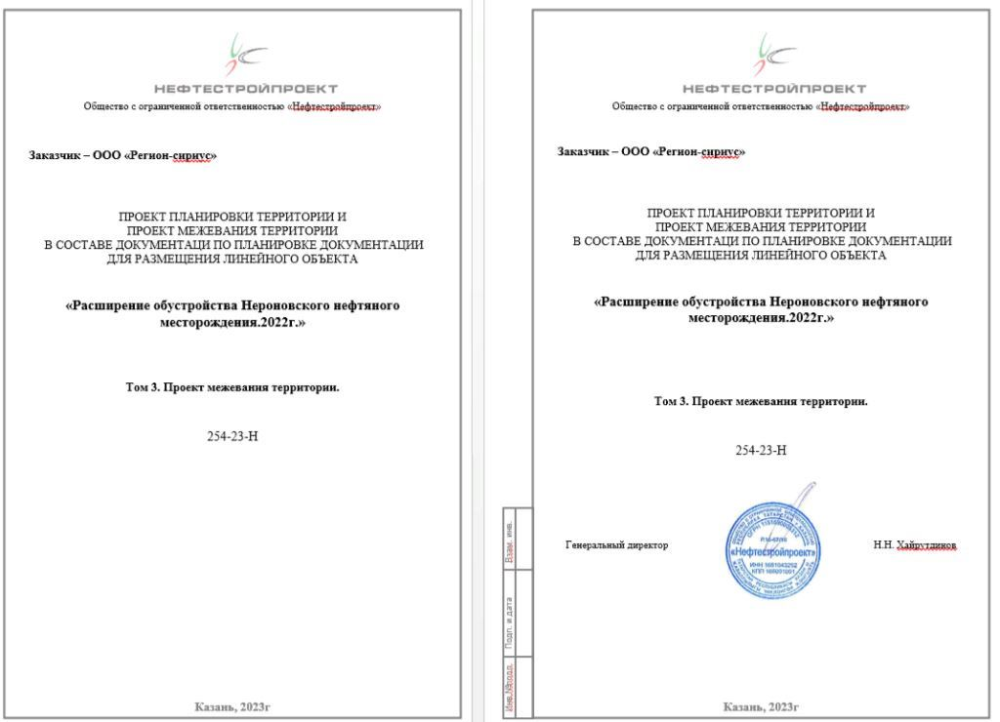 НЕФТЕСТРОЙПРОЕКТ
Общество с ограниченной ответственностью «Нефтестройпроект»
Заказчик – ООО «Регион-сириус»
ПРОЕКТ ПЛАНИРОВКИ ТЕРРИТОРИИ И
ПРОЕКТ МЕЖЕВАНИЯ ТЕРРИТОРИИ
В СОСТАВЕ ДОКУМЕНТАЦИ ПО ПЛАНИРОВКЕ ДОКУМЕНТАЦИИ
ДЛЯ РАЗМЕЩЕНИЯ ЛИНЕЙНОГО ОБЪЕКТА
«Расширение обустройства Нероновского нефтяного
месторождения.2022г.»
Том 3. Проект межевания территории.
254-23-Н
Казань, 2023г
НЕФТЕСТРОЙПРОЕКТ
Общество с ограниченной ответственностью «Нефтестройпроект»
Заказчик – ООО «Регион-сириус»
ПРОЕКТ ПЛАНИРОВКИ ТЕРРИТОРИИ И
ПРОЕКТ МЕЖЕВАНИЯ ТЕРРИТОРИИ
В СОСТАВЕ ДОКУМЕНТАЦИ ПО ПЛАНИРОВКЕ ДОКУМЕНТАЦИИ
ДЛЯ РАЗМЕЩЕНИЯ ЛИНЕЙНОГО ОБЪЕКТА
«Расширение обустройства Нероновского нефтяного
месторождения.2022г.»
Том 3. Проект межевания территории.
254-23-Н
Генеральный директор
«Нефтестройпроект»
ИНН
КПП
Н.Н. Хайрутдинов
Взам. инв.
Подп. и дата
Инв.№подл.
Казань, 2023г